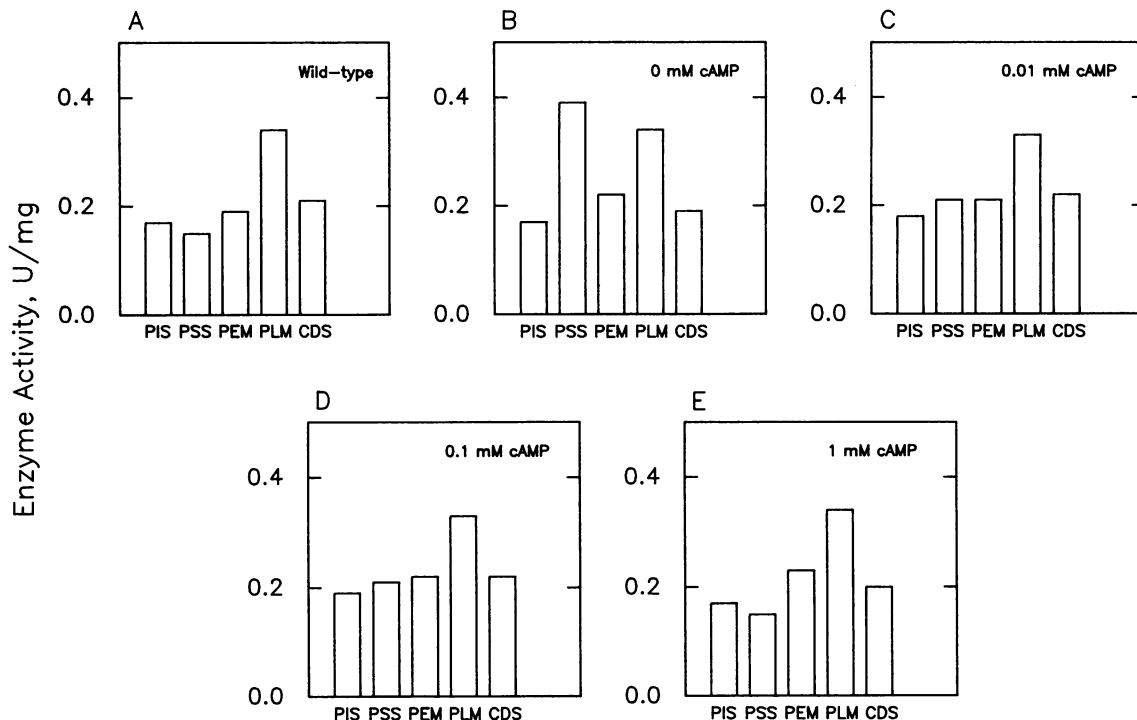 A
Wild-type
0.4
0.2
0.0
PIS PSS PEM PLM CDS
B
0 mM cAMP
0.4
0.2
0.0
PIS PSS PEM PLM CDS
C
0.01 mM cAMP
0.4
0.2
0.0
PIS PSS PEM PLM CDS
Enzyme Activity, U/mg
D
0.1 mM cAMP
0.4
0.2
0.0
PIS PSS PEM PLM CDS
E
1 mM cAMP
0.4
0.2
0.0
PIS PSS PEM PLM CDS